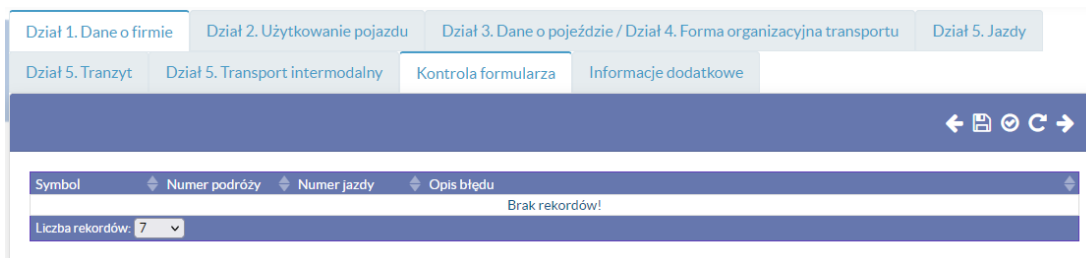 Dział 1. Dane o firmie Dział 2. Użytkowanie pojazdu Dział 3. Dane o pojeździe / Dział 4. Forma organizacyjna transportu Dział 5. Jazdy
Dział 5. Tranzyt Dział 5. Transport intermodalny Kontrola formularza Informacje dodatkowe
Symbol Numer podróży Numer jazdy Opis błędu
Brak rekordów!
Liczba rekordów: 7